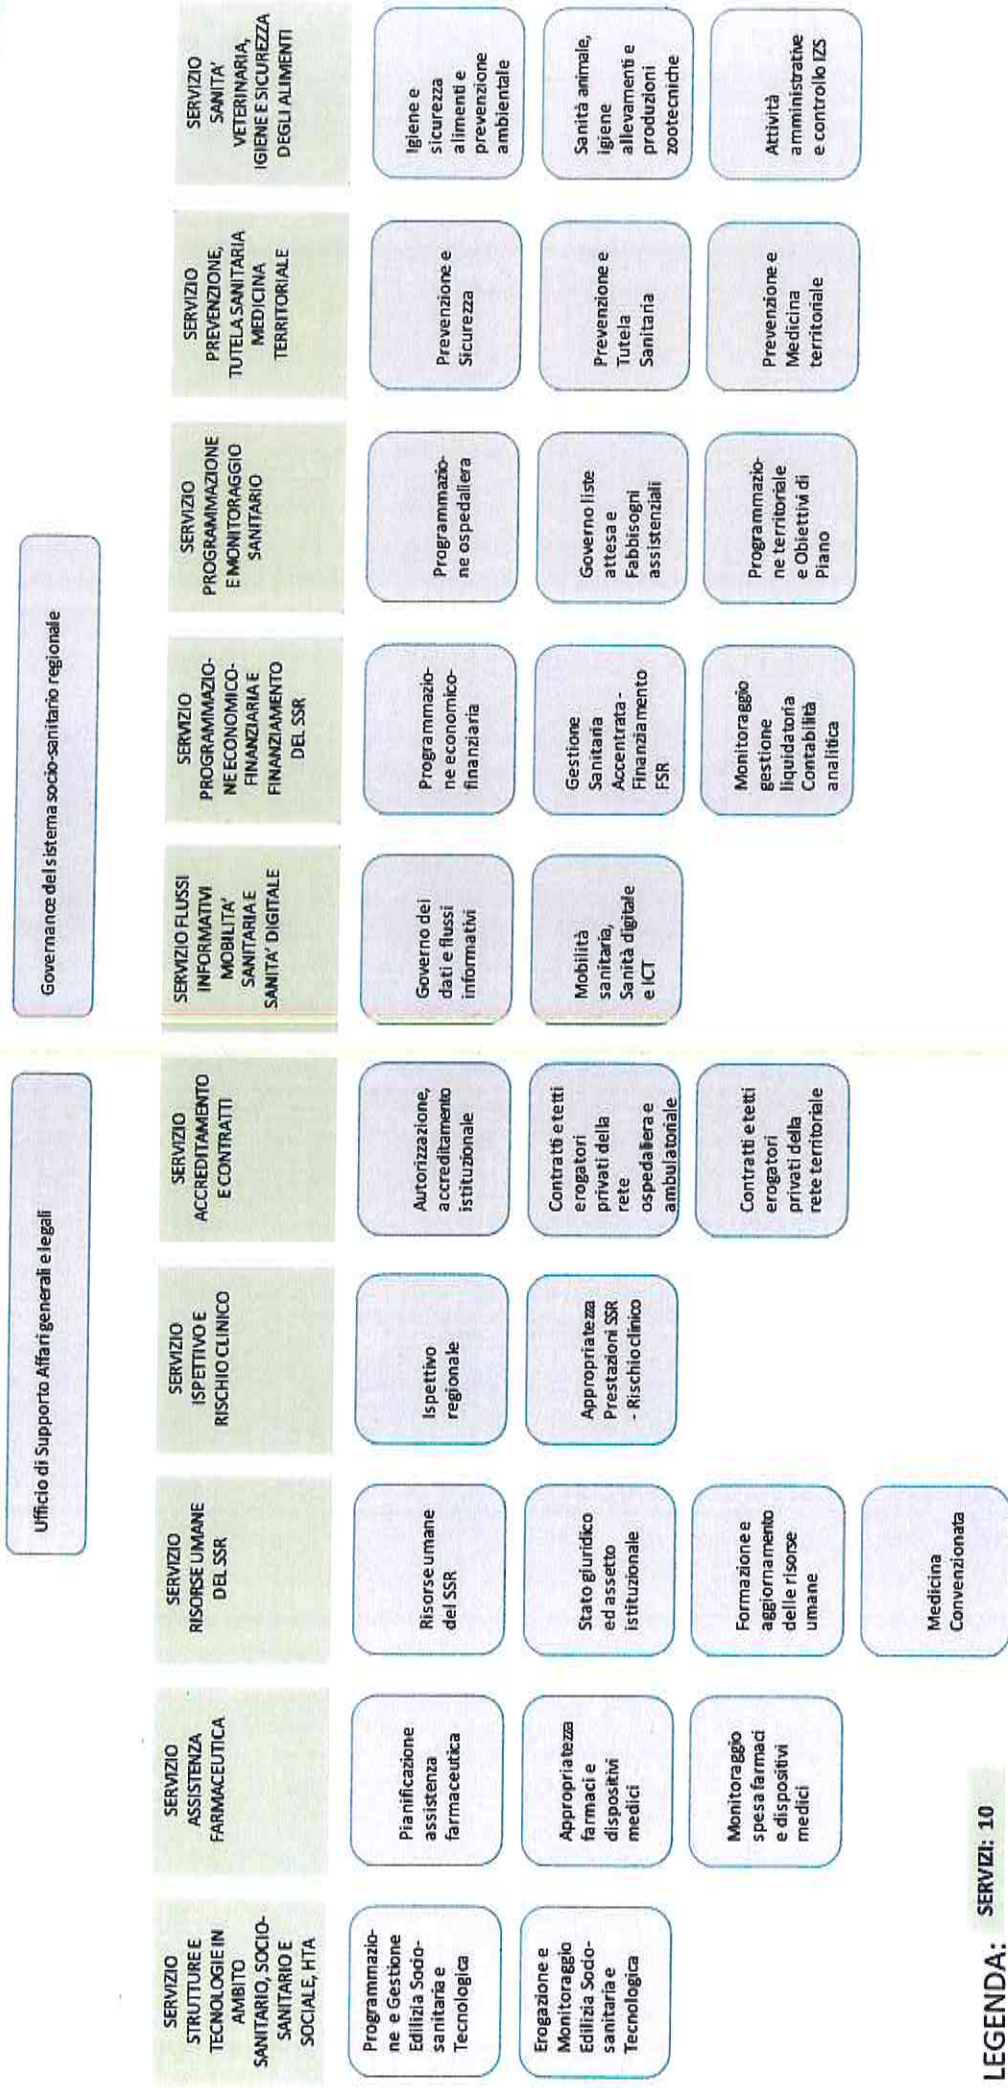 Ufficio di Supporto Affari generali e legali
Governance del sistema socio-sanitario regionale
SERVIZIO
STRUTTURE E
TECNOLOGIE IN
AMBITO
SANITARIO, SOCIO-
SANITARIO E
SOCIALE, HTA
Programmazio-
ne e Gestione
Edilizia Socio-
sanitaria e
Tecnologica
Erogazione e
Monitoraggio
Edilizia Socio-
sanitaria e
Tecnologica
SERVIZIO
ASSISTENZA
FARMACEUTICA
Pianificazione
assistenza
farmaceutica
Appropriatezza
farmaci e
dispositivi
medici
Monitoraggio
spesa farmaci
e dispositivi
medici
SERVIZIO
RISORSE UMANE
DEL SSR
Risorse umane
del SSR
Stato giuridico
ed assetto
istituzionale
Formazione e
aggiornamento
delle risorse
umane
Medicina
Convenzionata
SERVIZIO
ISPETTIVO E
RISCHIO CLINICO
Ispettivo
regionale
Appropriatezza
Prestazioni SSR
- Rischio clinico
SERVIZIO
ACCREDITAMENTO
E CONTRATTI
Autorizzazione,
accreditamento
istituzionale
Contratti e tetti
erogatori
privati della
rete
ospedaliera e
ambulatoriale
Contratti e tetti
erogatori
privati della
rete territoriale
SERVIZIO FLUSSI
INFORMATIVI
MOBILITA'
SANITARIA E
SANITA' DIGITALE
Governo dei
dati e flussi
informativi
Mobilità
sanitaria,
Sanità digitale
e ICT
SERVIZIO
PROGRAMMAZIO-
NE ECONOMICO-
FINANZIARIA E
FINANZIAMENTO
DEL SSR
Programmazio-
ne economico-
finanziaria
Gestione
Sanitaria
Accentrata -
Finanziamento
FSR
Monitoraggio
gestione
liquidatoria
Contabilità
analitica
SERVIZIO
PROGRAMMAZIONE
E MONITORAGGIO
SANITARIO
Programmazio-
ne ospedaliera
Governo liste
attesa e
Fabbisogni
assistenziali
Programmazio-
ne territoriale
e Obiettivi di
Piano
SERVIZIO
PREVENZIONE,
TUTELA SANITARIA
MEDICINA
TERRITORIALE
Prevenzione e
Sicurezza
Prevenzione e
Tutela
Sanitaria
Prevenzione e
Medicina
territoriale
SERVIZIO
SANITA'
VETERINARIA,
IGIENE E SICUREZZA
DEGLI ALIMENTI
Igiene e
sicurezza
alimenti e
prevenzione
ambientale
Sanità animale,
igiene
allevamenti e
produzioni
zootecniche
Attività
amministrative
e controllo IZS
LEGENDA: SERVIZI: 10